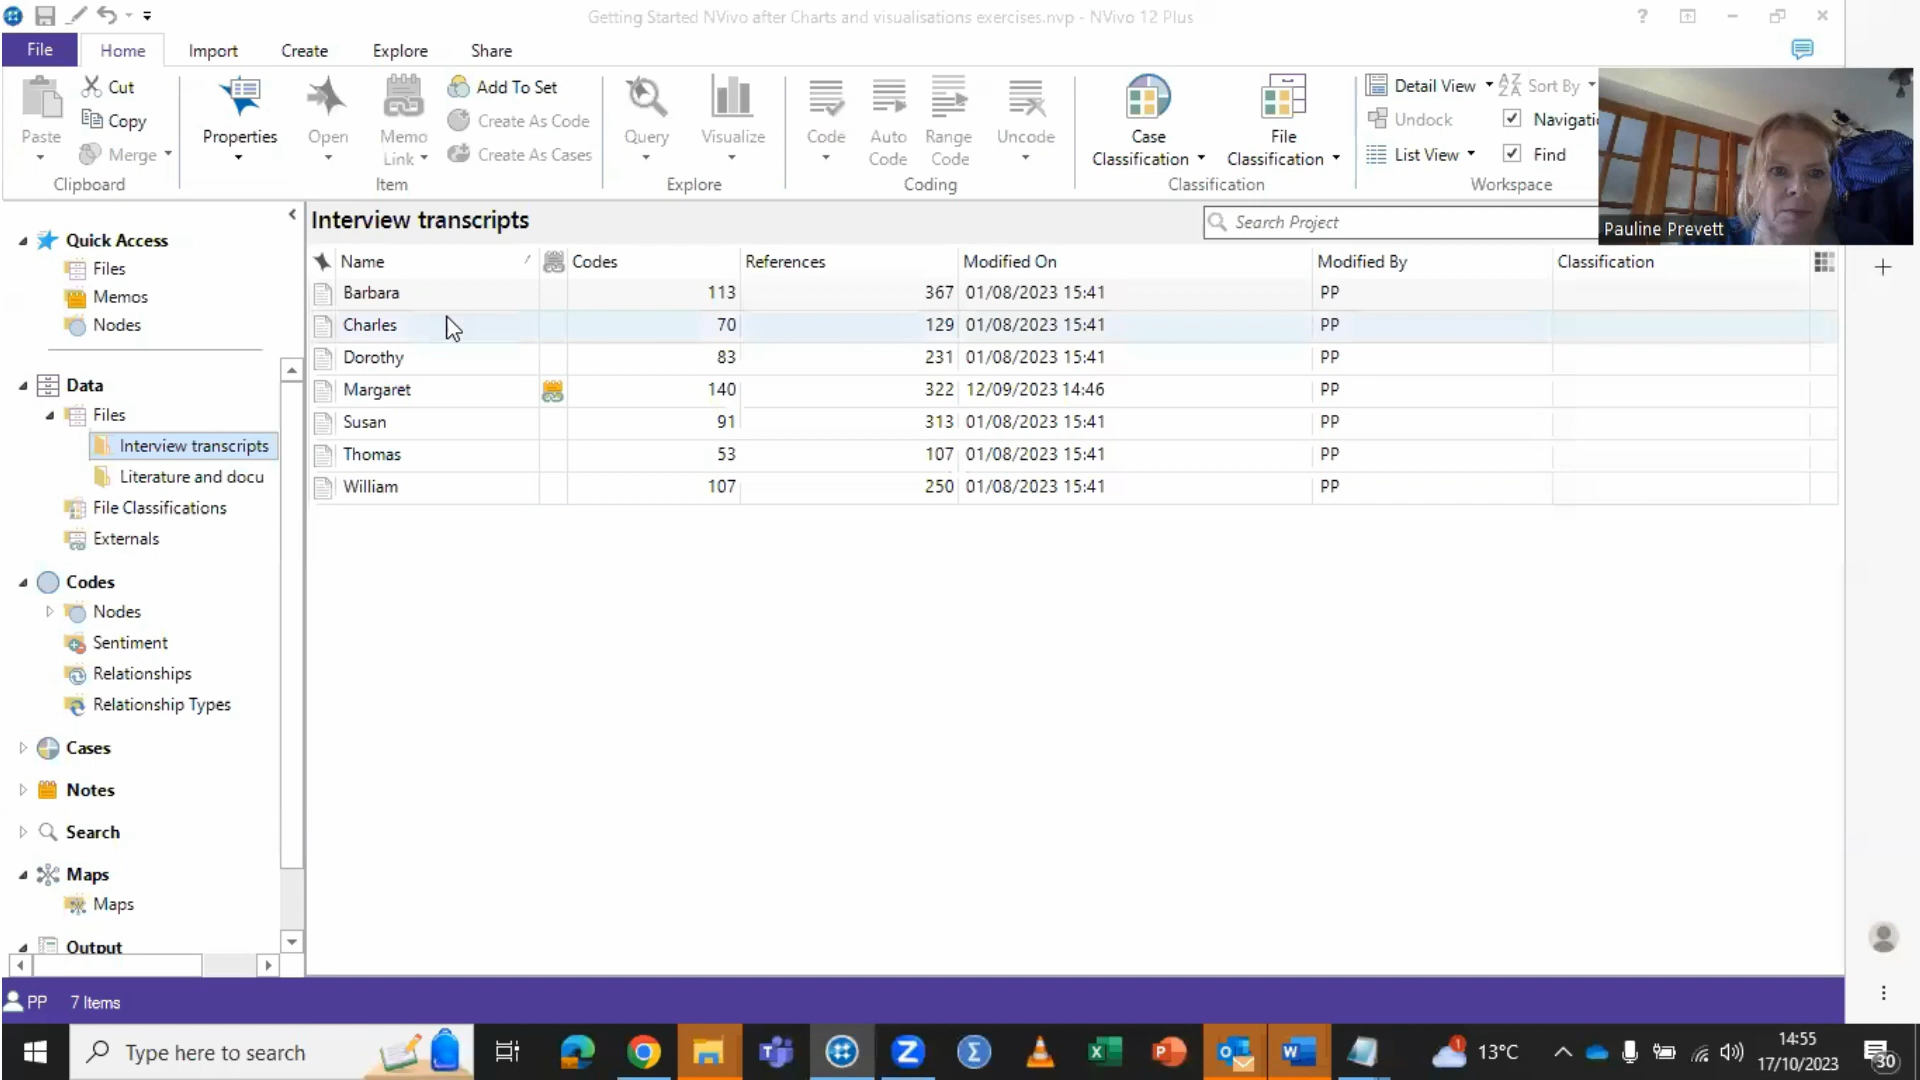 Getting Started NVivo after Charts and visualisations exercises.nvp - NVivo 12 Plus
File Home Import Create Explore Share
Paste
Cut
Copy
Merge
Clipboard
Properties
Open
Memo Link
Add To Set
Create As Code
Create As Cases
Item
Query
Visualize
Explore
Code
Auto Code
Range Code
Uncode
Coding
Case Classification
File Classification
Classification
Detail View
Sort By
Undock
Navigati
List View
Find
Workspace
Pauline Prevett
Quick Access
Files
Memos
Nodes
Data
Files
Interview transcripts
Literature and docu
File Classifications
Externals
Codes
Nodes
Sentiment
Relationships
Relationship Types
Cases
Notes
Search
Maps
Maps
Output
Interview transcripts
Search Project
Name Codes References Modified On Modified By Classification
Barbara 113 367 01/08/2023 15:41 PP
Charles 70 129 01/08/2023 15:41 PP
Dorothy 83 231 01/08/2023 15:41 PP
Margaret 140 322 12/09/2023 14:46 PP
Susan 91 313 01/08/2023 15:41 PP
Thomas 53 107 01/08/2023 15:41 PP
William 107 250 01/08/2023 15:41 PP
PP 7 Items
Type here to search
13°C
14:55
17/10/2023
30